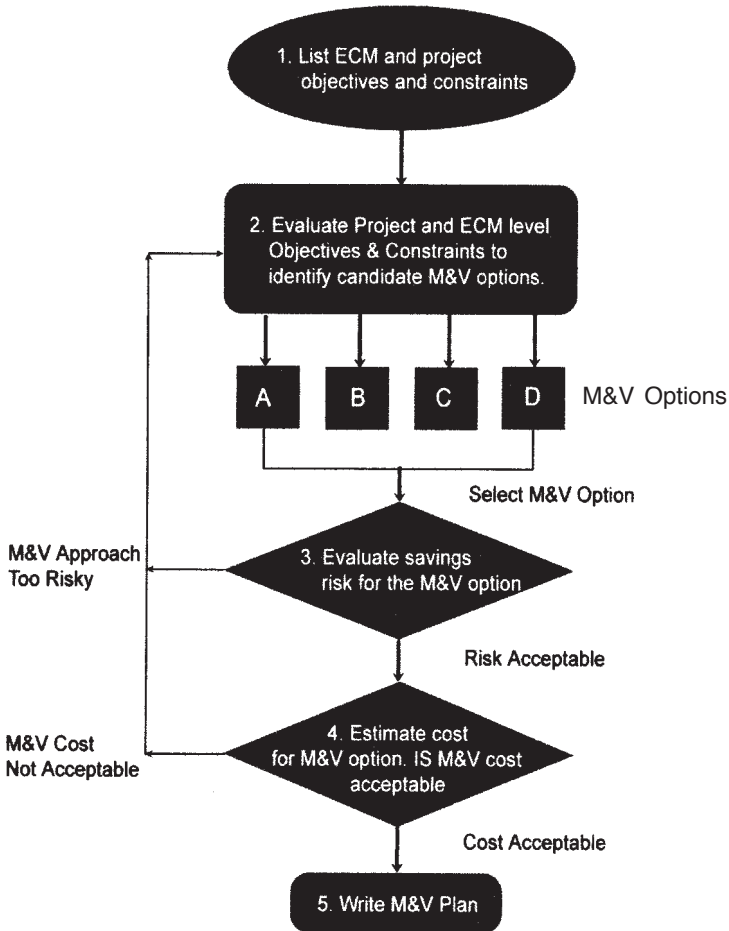 1. List ECM and project
objectives and constraints
2. Evaluate Project and ECM level
Objectives & Constraints to
identify candidate M&V options.
A B C D M&V Options
Select M&V Option
M&V Approach
Too Risky
3. Evaluate savings
risk for the M&V option
Risk Acceptable
M&V Cost
Not Acceptable
4. Estimate cost
for M&V option. IS M&V cost
acceptable
Cost Acceptable
5. Write M&V Plan